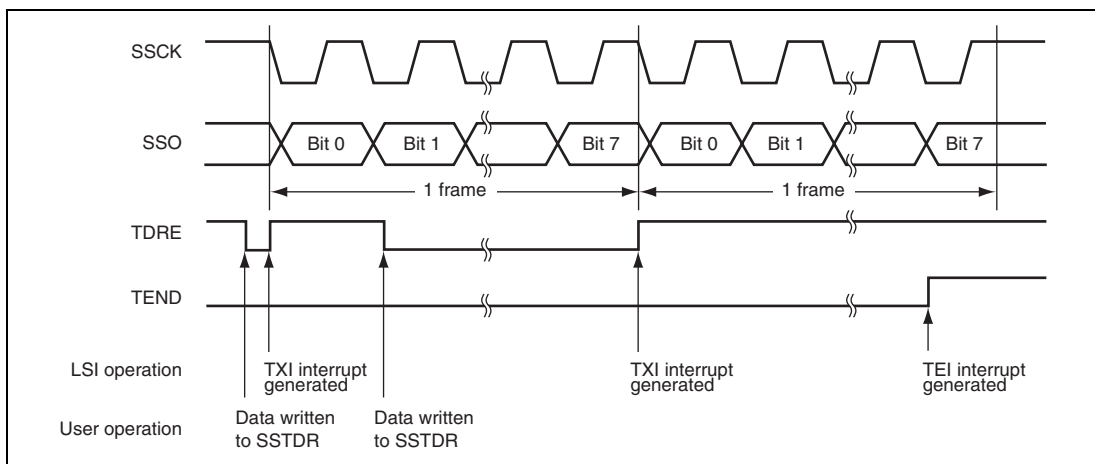 SSCK
SSO
Bit 0
Bit 1
Bit 7
Bit 0
Bit 1
Bit 7
1 frame
1 frame
TDRE
TEND
LSI operation
TXI interrupt
generated
TXI interrupt
generated
TEI interrupt
generated
User operation
Data written
to SSTDR
Data written
to SSTDR